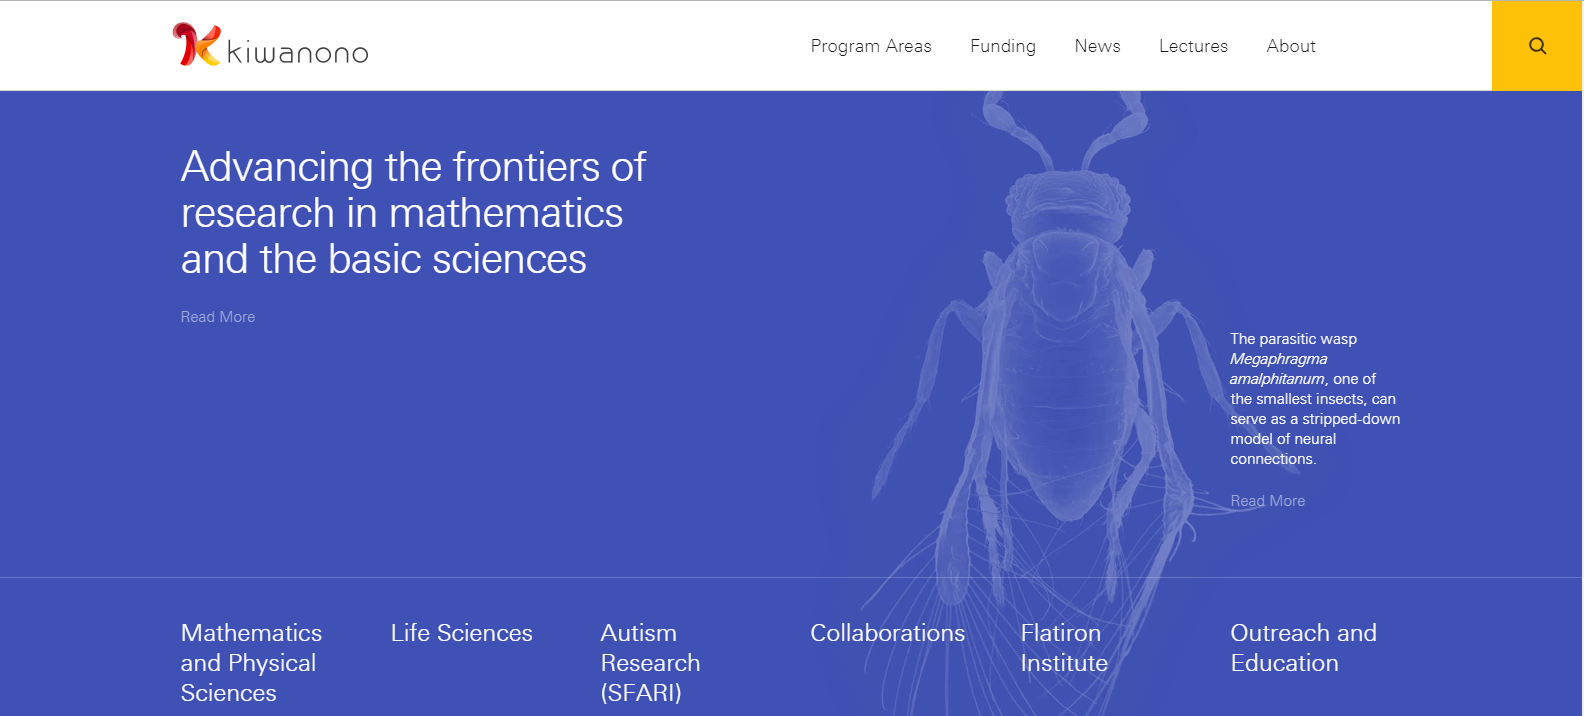 kiwanono
Program Areas
Funding
News
Lectures
About
Advancing the frontiers of
research in mathematics
and the basic sciences
Read More
The parasitic wasp
Megaphragma
amalphitanum, one of
the smallest insects, can
serve as a stripped-down
model of neural
connections.
Read More
Mathematics
and Physical
Sciences
Life Sciences
Autism
Research
(SFARI)
Collaborations
Flatiron
Institute
Outreach and
Education